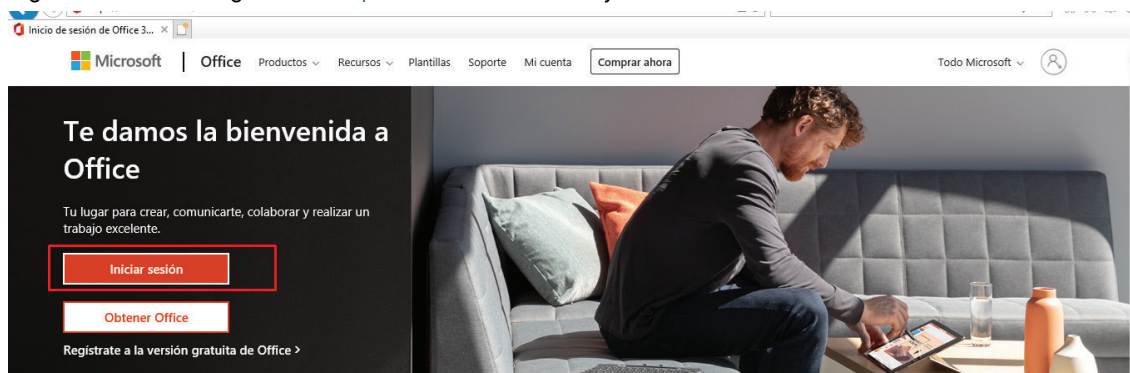 Inicio de sesión de Office 3...
Microsoft Office Productos Recursos Plantillas Soporte Mi cuenta Comprar ahora Todo Microsoft
Te damos la bienvenida a
Office
Tu lugar para crear, comunicarte, colaborar y realizar un
trabajo excelente.
Iniciar sesión
Obtener Office
Regístrate a la versión gratuita de Office >